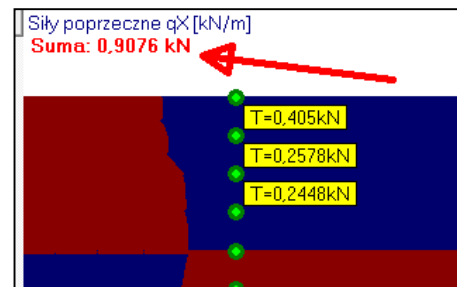 Siły poprzeczne qX [kN/m]
Suma: 0,9076 kN
T=0,405kN
T=0,2578kN
T=0,2448kN